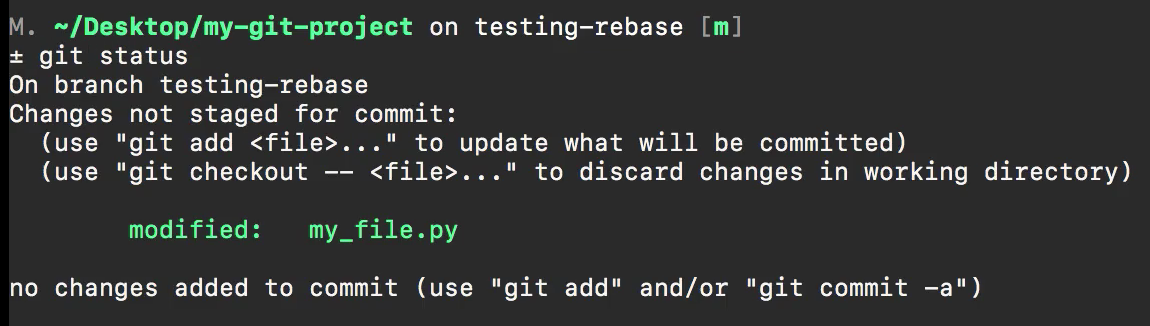 M. ~/Desktop/my-git-project on testing-rebase [m]
± git status
On branch testing-rebase
Changes not staged for commit:
  (use "git add <file>..." to update what will be committed)
  (use "git checkout -- <file>..." to discard changes in working directory)
        modified:   my_file.py
no changes added to commit (use "git add" and/or "git commit -a")